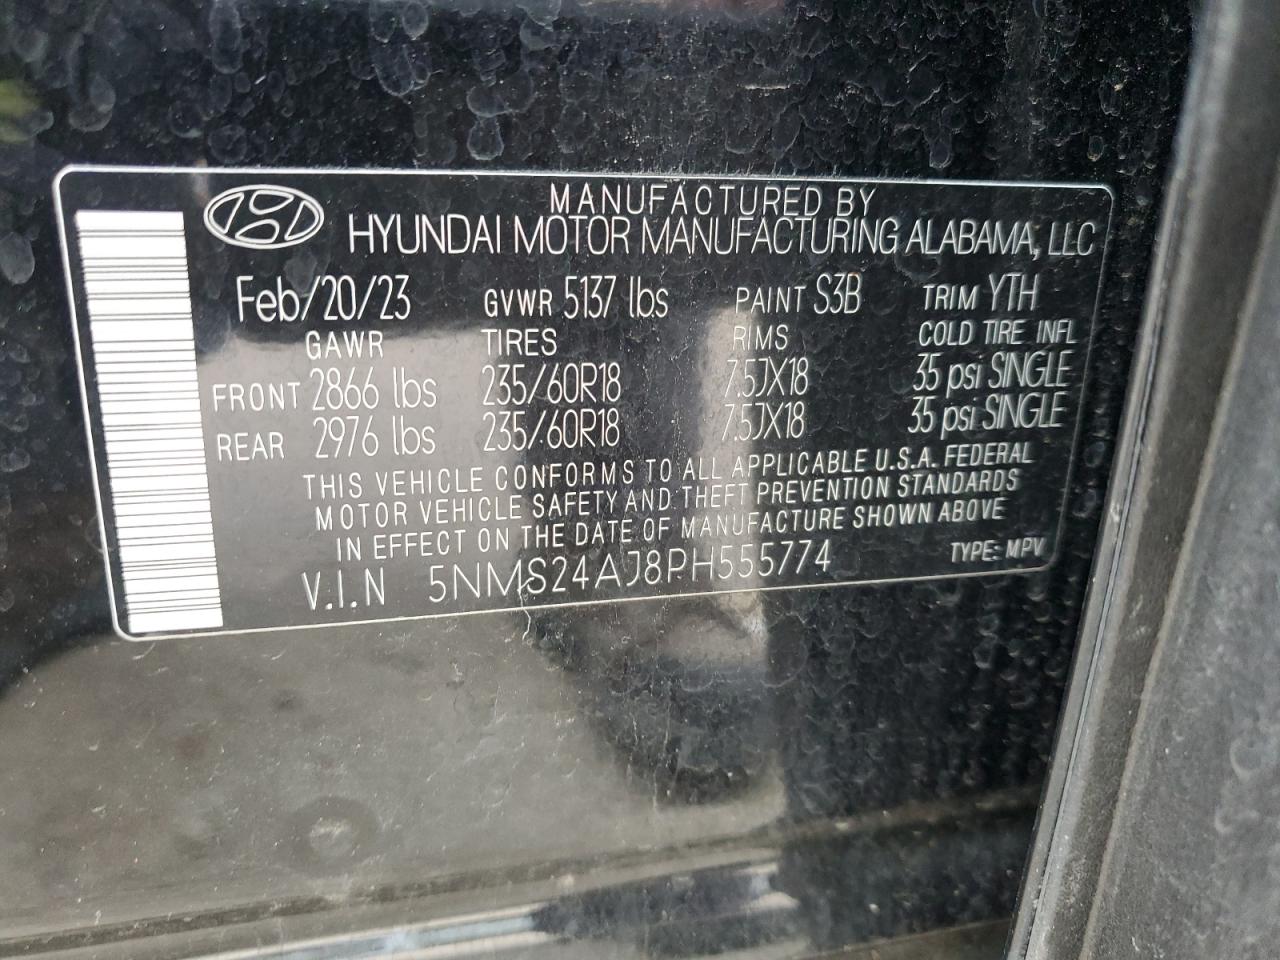 MANUFACTURED BY
HYUNDAI MOTOR MANUFACTURING ALABAMA, LLC
Feb/20/23 GVWR 5137 lbs PAINT S3B TRIM YTH
GAWR TIRES RIMS COLD TIRE INFL
FRONT 2866 lbs 235/60R18 7.5JX18 35 psi SINGLE
REAR 2976 lbs 235/60R18 7.5JX18 35 psi SINGLE
THIS VEHICLE CONFORMS TO ALL APPLICABLE U.S.A. FEDERAL
MOTOR VEHICLE SAFETY AND THEFT PREVENTION STANDARDS
IN EFFECT ON THE DATE OF MANUFACTURE SHOWN ABOVE
V.I.N 5NMS24AJ8PH555774 TYPE: MPV